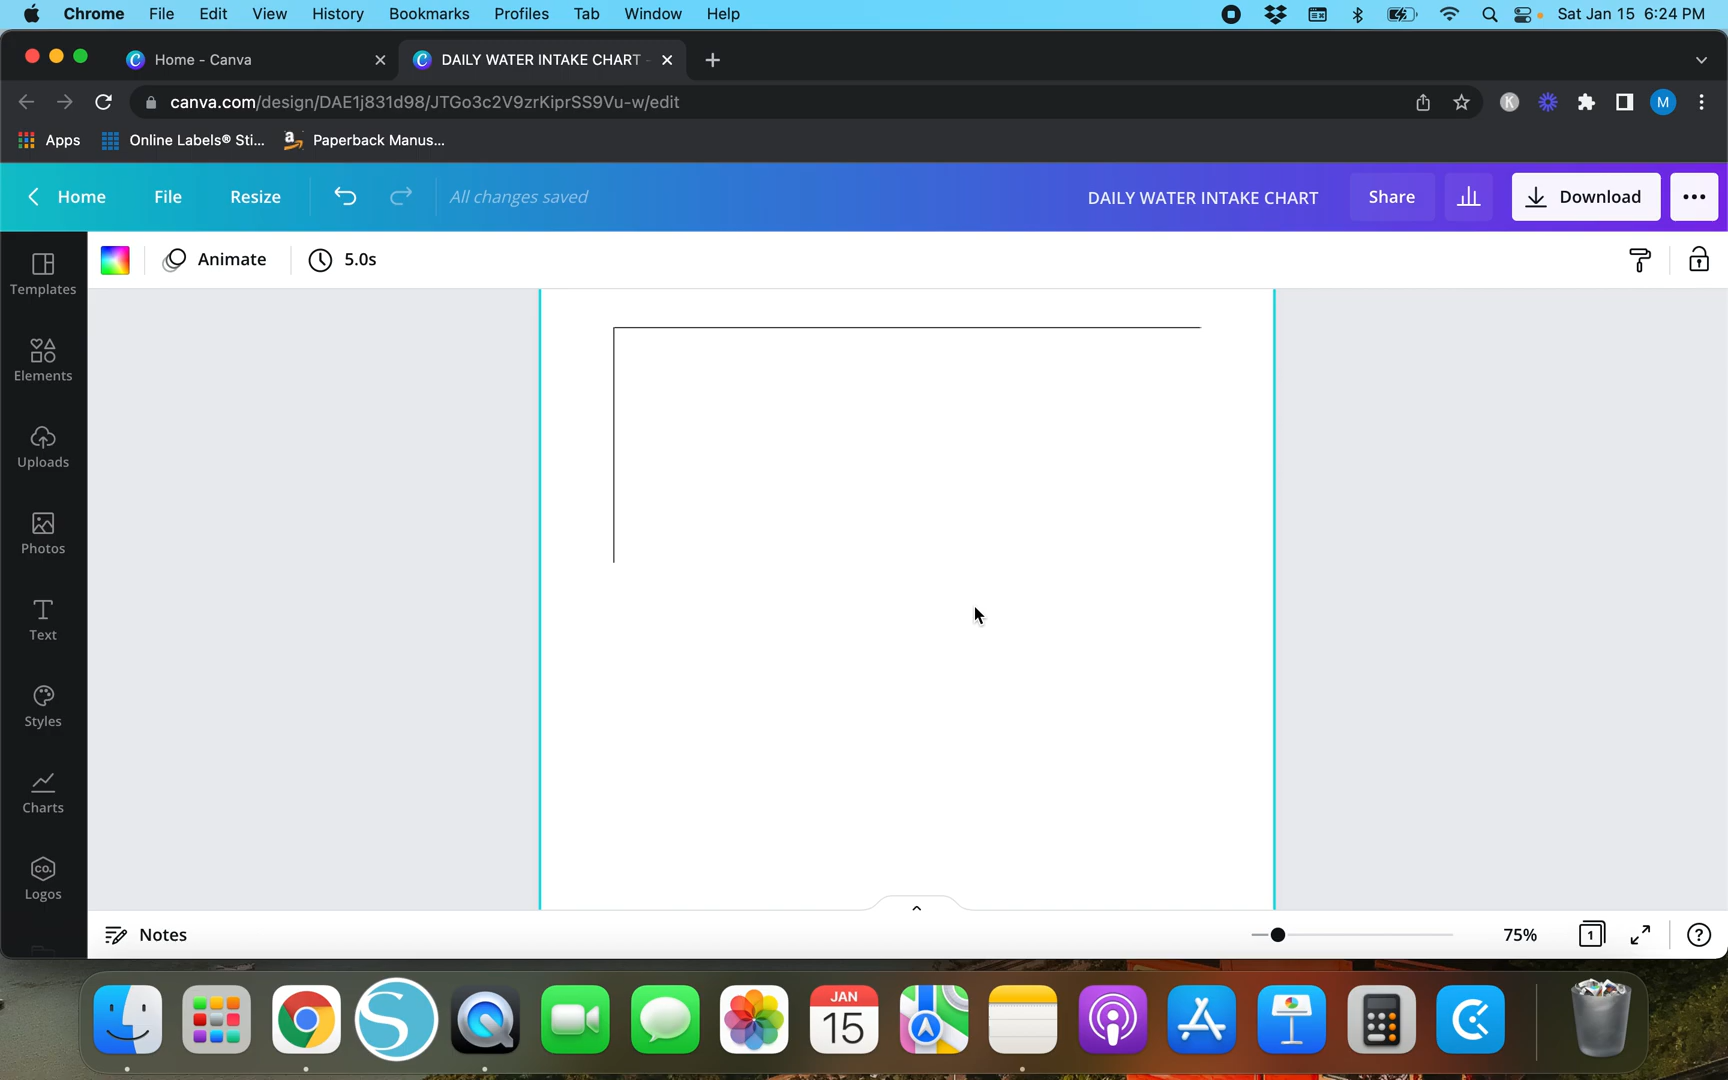 Chrome File Edit View History Bookmarks Profiles Tab Window Help Sat Jan 15 6:24 PM
Home - Canva DAILY WATER INTAKE CHART -
canva.com/design/DAE1j831d98/JTGo3c2V9zrKiprSS9Vu-w/edit K M
Apps Online Labels® Sti... a Paperback Manus...
Home File Resize All changes saved DAILY WATER INTAKE CHART Share Download
Animate 5.0s
Templates
Elements
Uploads
Photos
Text
Styles
Charts
CO.
Logos
Notes 75% 1 ?
JAN
15